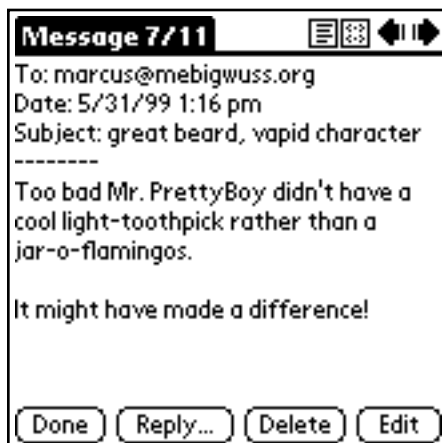 Message 7/11
To: marcus@mebigwuss.org
Date: 5/31/99 1:16 pm
Subject: great beard, vapid character
--------
Too bad Mr. PrettyBoy didn't have a
cool light-toothpick rather than a
jar-o-flamingos.
It might have made a difference!
Done Reply... Delete Edit